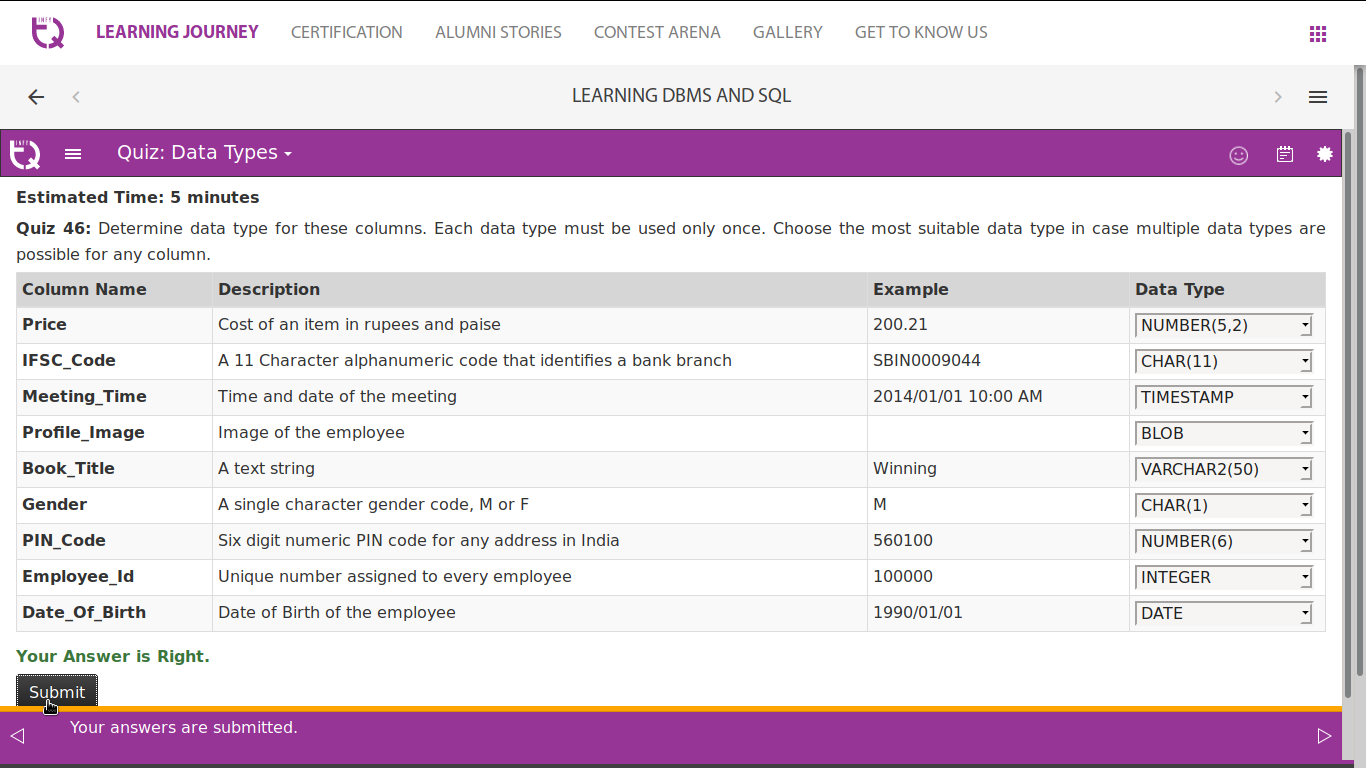 INFY
TQ
LEARNING JOURNEY CERTIFICATION ALUMNI STORIES CONTEST ARENA GALLERY GET TO KNOW US
LEARNING DBMS AND SQL
INFY
TQ
Quiz: Data Types
Estimated Time: 5 minutes
Quiz 46: Determine data type for these columns. Each data type must be used only once. Choose the most suitable data type in case multiple data types are
possible for any column.
Column Name Description Example Data Type
Price Cost of an item in rupees and paise 200.21 NUMBER(5,2)
IFSC_Code A 11 Character alphanumeric code that identifies a bank branch SBIN0009044 CHAR(11)
Meeting_Time Time and date of the meeting 2014/01/01 10:00 AM TIMESTAMP
Profile_Image Image of the employee BLOB
Book_Title A text string Winning VARCHAR2(50)
Gender A single character gender code, M or F M CHAR(1)
PIN_Code Six digit numeric PIN code for any address in India 560100 NUMBER(6)
Employee_Id Unique number assigned to every employee 100000 INTEGER
Date_Of_Birth Date of Birth of the employee 1990/01/01 DATE
Your Answer is Right.
Submit
Your answers are submitted.